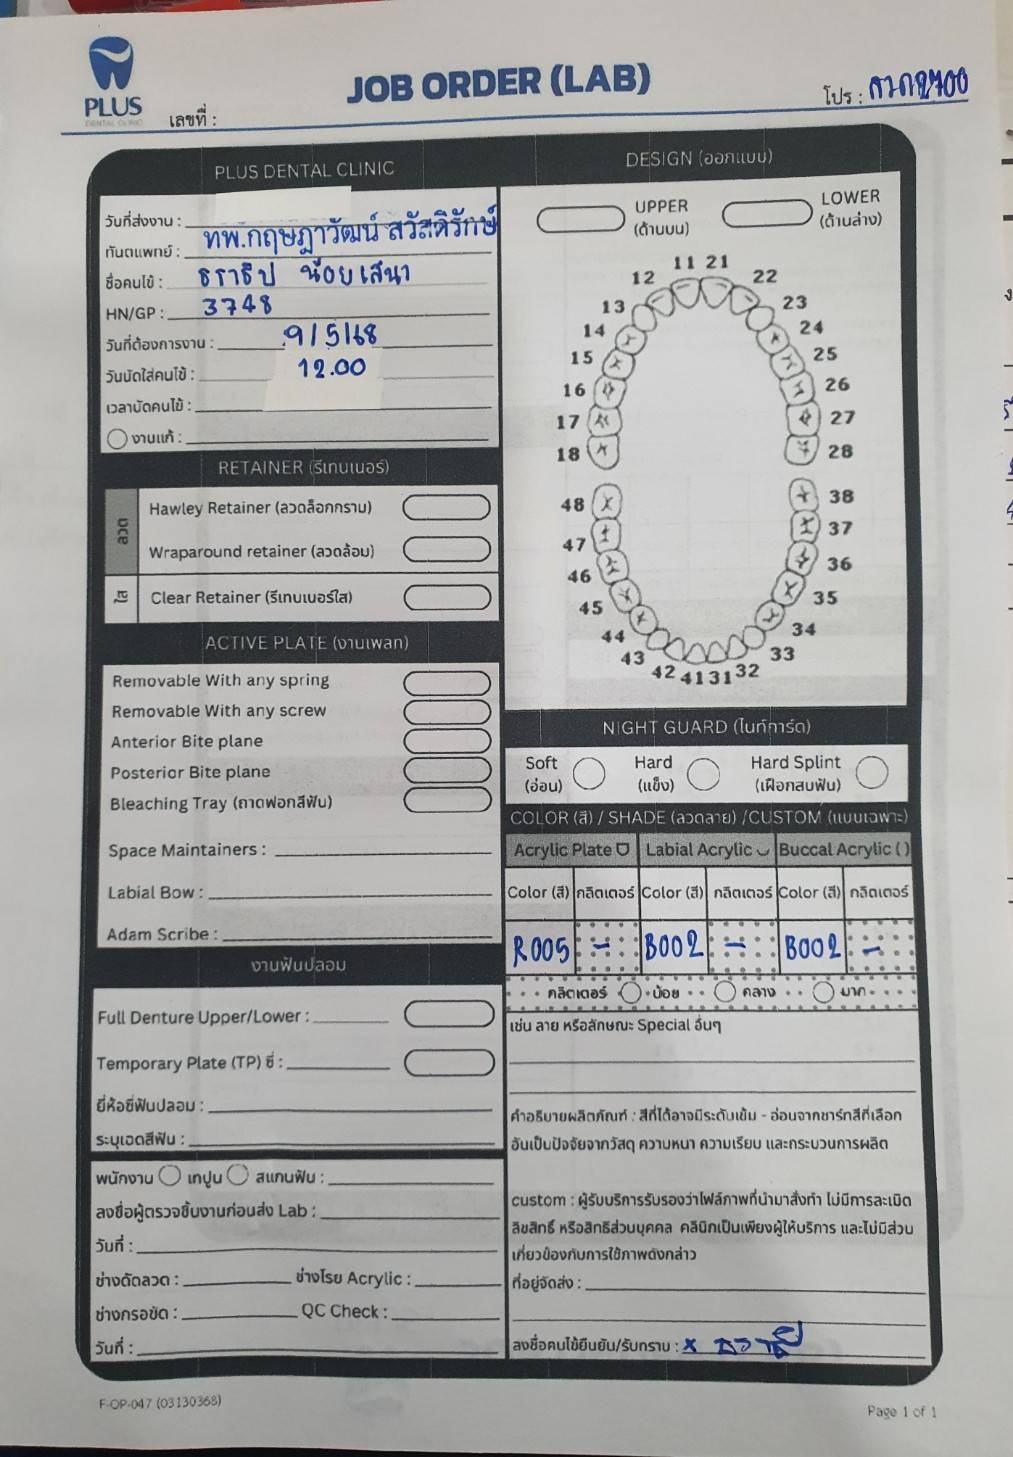 PLUS
DENTAL CLINIC
JOB ORDER (LAB)
เลขที่ :
โปร : ลวด2700
PLUS DENTAL CLINIC
วันที่ส่งงาน :
ทันตแพทย์ : ทพ.กฤษฎาวัฒน์ สวัสดิรักษ์
ชื่อคนไข้ : ธราธิป น้อยเสนา
HN/GP : 3748
วันที่ต้องการงาน : 9/5/68
วันนัดใส่คนไข้ : 12.00
เวลานัดคนไข้ :
งานแก้ :
RETAINER (รีเทนเนอร์)
ลวด
Hawley Retainer (ลวดล็อกกราม)
Wraparound retainer (ลวดล้อม)
ใส
Clear Retainer (รีเทนเนอร์ใส)
ACTIVE PLATE (งานเพลท)
Removable With any spring
Removable With any screw
Anterior Bite plane
Posterior Bite plane
Bleaching Tray (ถาดฟอกสีฟัน)
Space Maintainers :
Labial Bow :
Adam Scribe :
งานฟันปลอม
Full Denture Upper/Lower :
Temporary Plate (TP) ซี่ :
ยี่ห้อซี่ฟันปลอม :
ระบุเฉดสีฟัน :
พนักงาน เทปูน สแกนฟัน :
ลงชื่อผู้ตรวจชิ้นงานก่อนส่ง Lab :
วันที่ :
ช่างดัดลวด : ช่างโรย Acrylic :
ช่างกรอขัด : QC Check :
วันที่ :
DESIGN (ออกแบบ)
UPPER
(ด้านบน)
LOWER
(ด้านล่าง)
11 21
12 22
13 23
14 24
15 25
16 26
17 27
18 28
48 38
47 37
46 36
45 35
44 34
43 33
42 41 31 32
NIGHT GUARD (ไนท์การ์ด)
Soft
(อ่อน)
Hard
(แข็ง)
Hard Splint
(เฝือกสบฟัน)
COLOR (สี) / SHADE (ลวดลาย) /CUSTOM (แบบเฉพาะ)
Acrylic Plate Labial Acrylic Buccal Acrylic ( )
Color (สี) กลิตเตอร์ Color (สี) กลิตเตอร์ Color (สี) กลิตเตอร์
R005 - B002 - B002 -
กลิตเตอร์ น้อย กลาง มาก
เช่น ลาย หรือลักษณะ Special อื่นๆ
คำอธิบายผลิตภัณฑ์ : สีที่ได้อาจมีระดับเข้ม - อ่อนจากชาร์ทสีที่เลือก
อันเป็นปัจจัยจากวัสดุ ความหนา ความเรียบ และกระบวนการผลิต
custom : ผู้รับบริการรับรองว่าไฟล์ภาพที่นำมาสั่งทำ ไม่มีการละเมิด
ลิขสิทธิ์ หรือสิทธิส่วนบุคคล คลินิกเป็นเพียงผู้ให้บริการ และไม่มีส่วน
เกี่ยวข้องกับการใช้ภาพดังกล่าว
ที่อยู่จัดส่ง :
ลงชื่อคนไข้ยืนยัน/รับทราบ : x
F-OP-047 (03130368)
Page 1 of 1